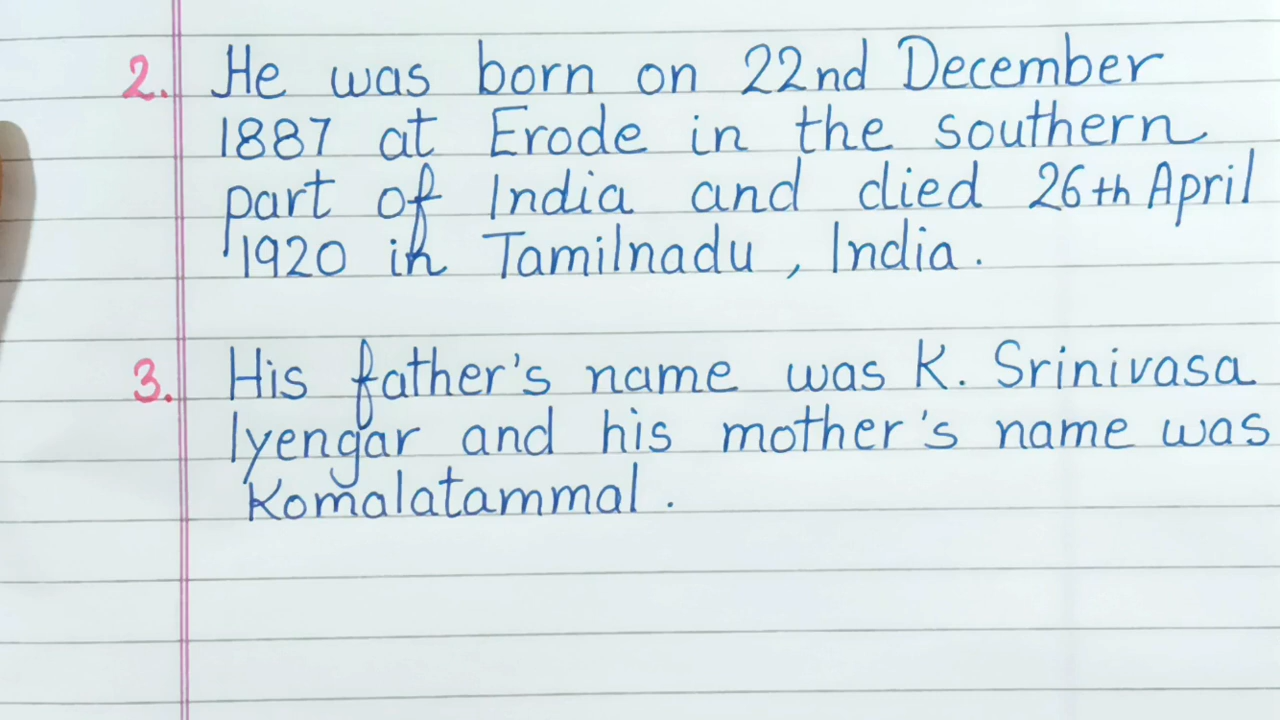 2. He was born on 22nd December
1887 at Erode in the southern
part of India and died 26th April
1920 in Tamilnadu , India .
3. His father's name was K. Srinivasa
Iyengar and his mother's name was
Komalatammal .